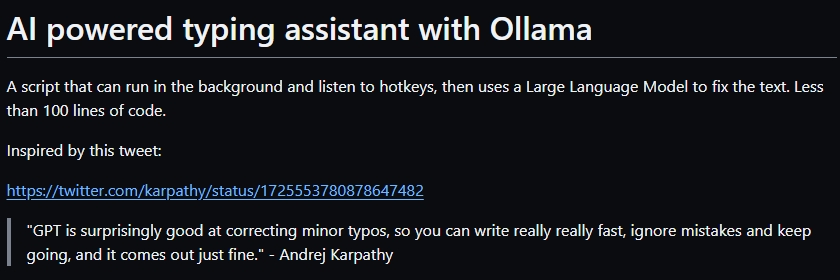 AI powered typing assistant with Ollama
A script that can run in the background and listen to hotkeys, then uses a Large Language Model to fix the text. Less
than 100 lines of code.
Inspired by this tweet:
https://twitter.com/karpathy/status/1725553780878647482
"GPT is surprisingly good at correcting minor typos, so you can write really really fast, ignore mistakes and keep
going, and it comes out just fine." - Andrej Karpathy